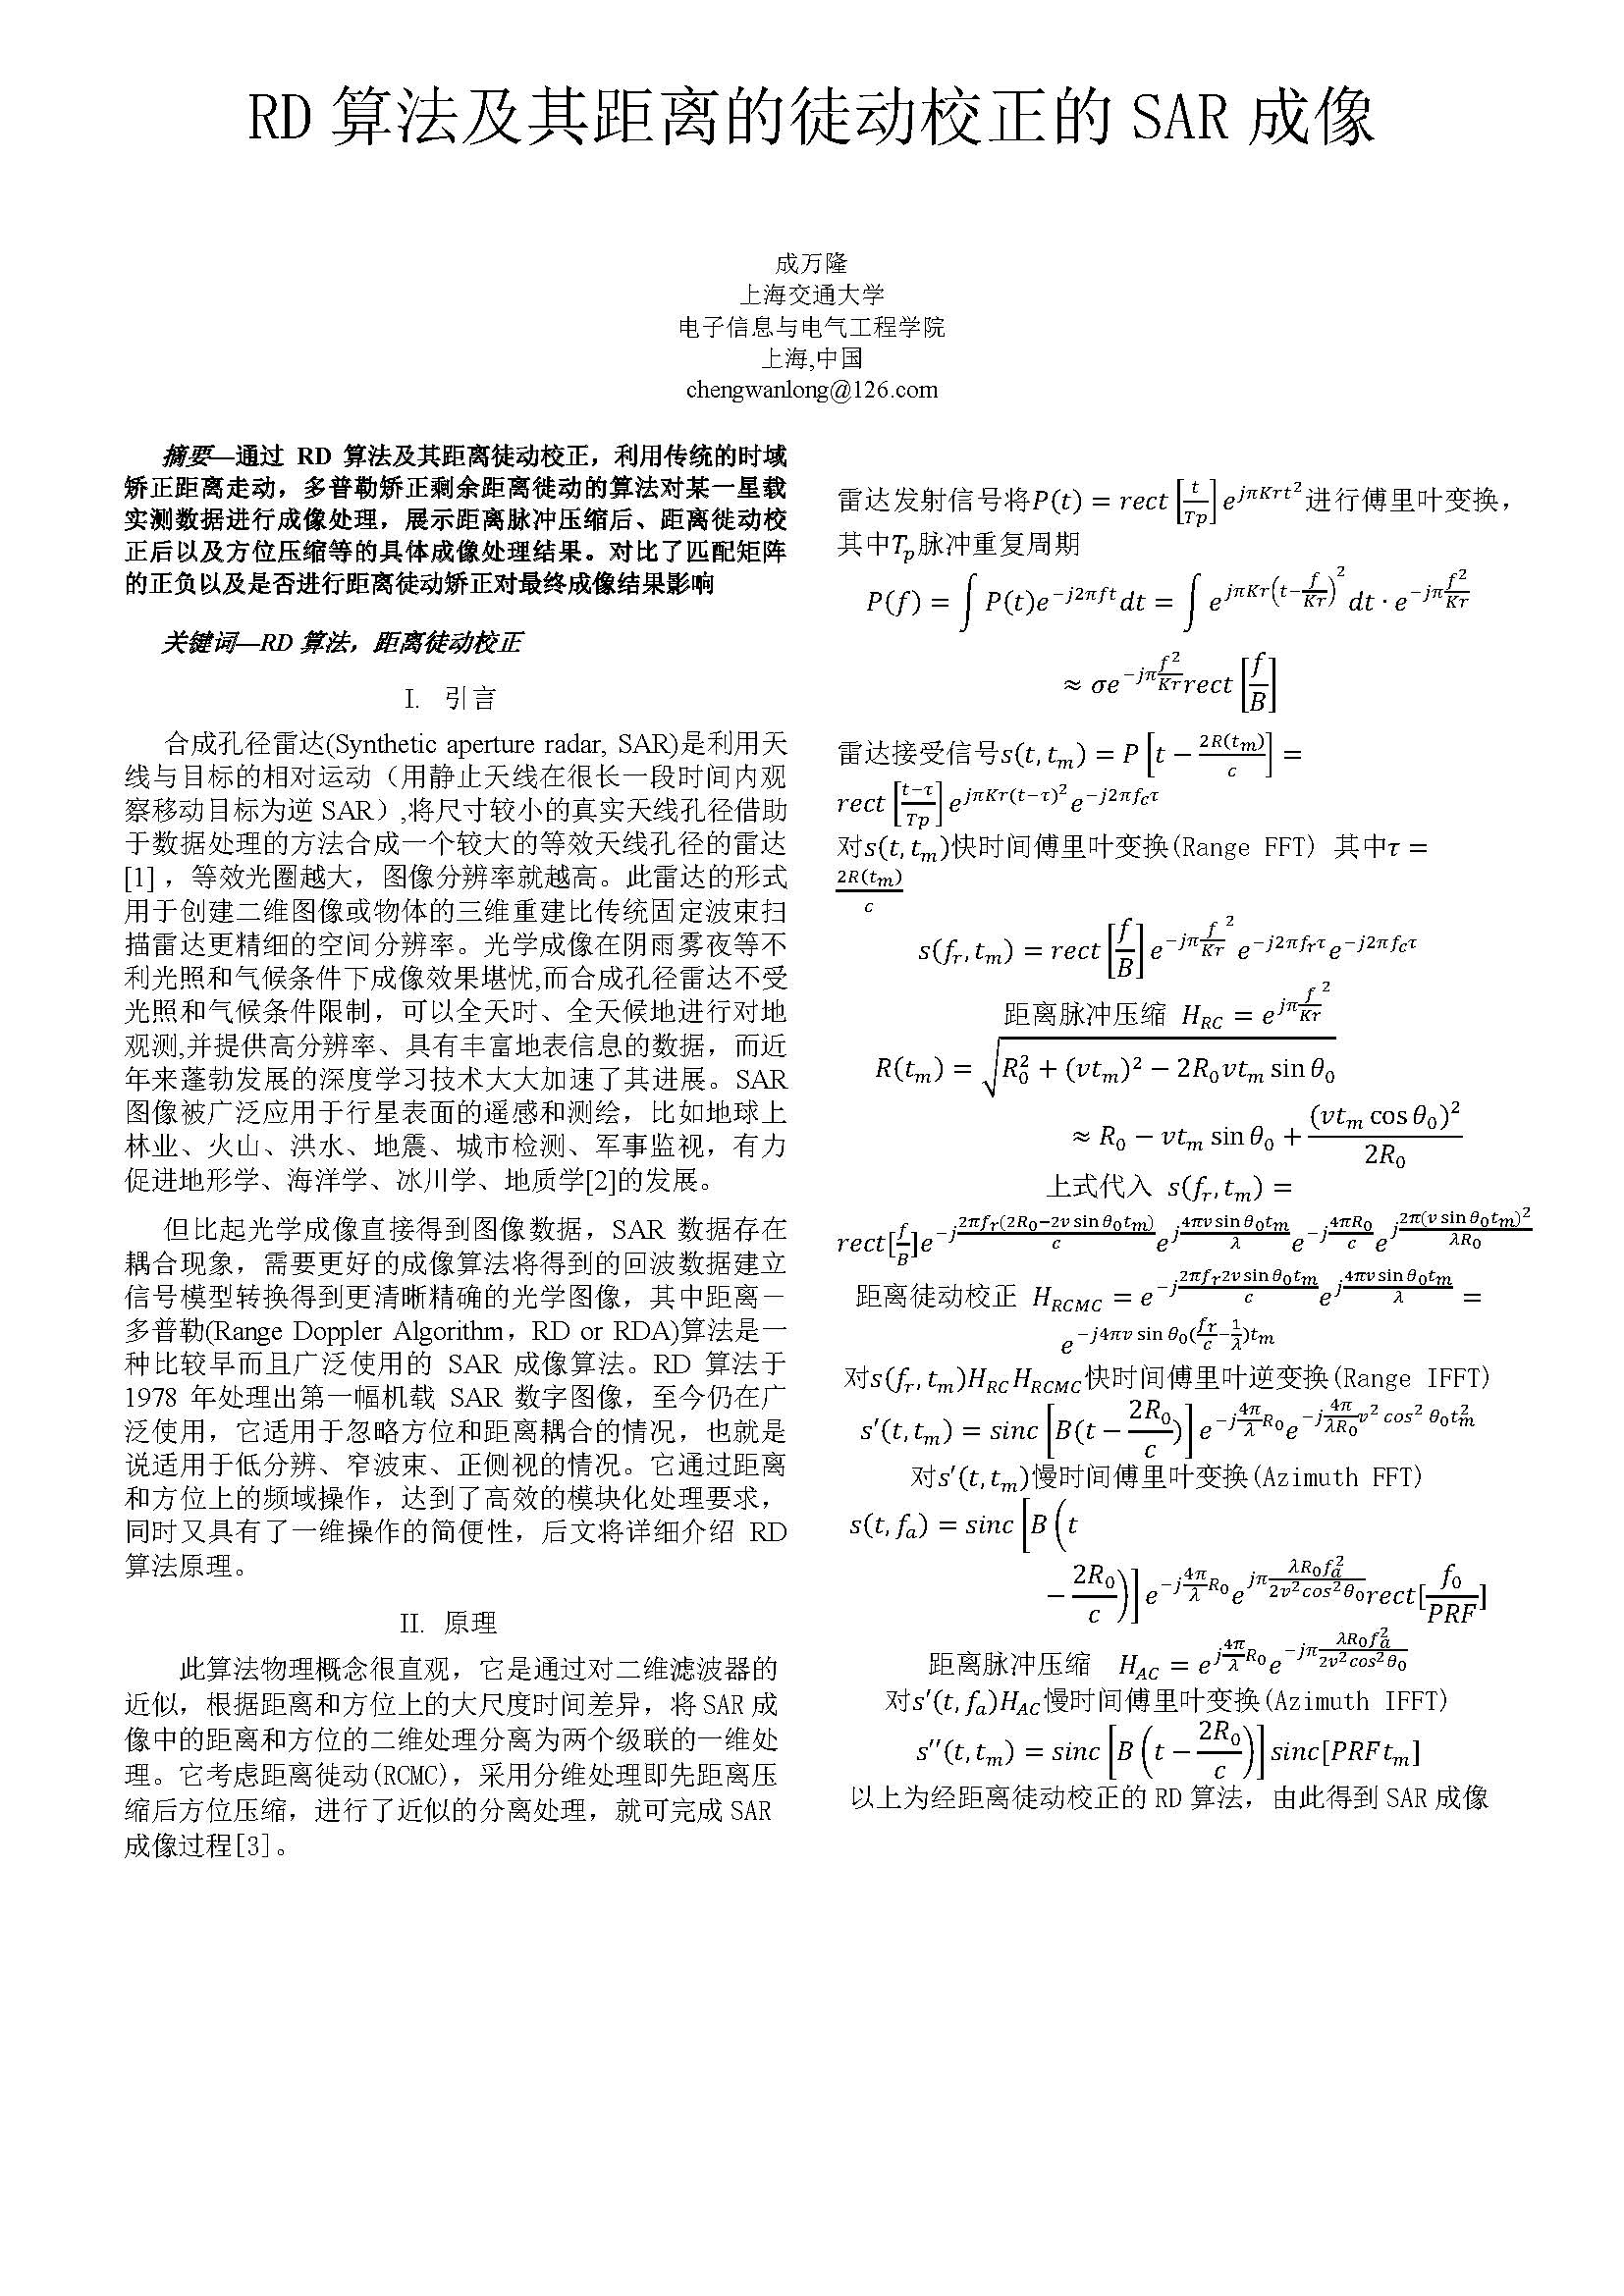 RD 算法及其距离的徒动校正的 SAR 成像
成万隆
上海交通大学
电子信息与电气工程学院
上海,中国
chengwanlong@126.com
摘要—通过 RD 算法及其距离徒动校正，利用传统的时域
矫正距离走动，多普勒矫正剩余距离徙动的算法对某一星载
实测数据进行成像处理，展示距离脉冲压缩后、距离徙动校
正后以及方位压缩等的具体成像处理结果。对比了匹配矩阵
的正负以及是否进行距离徒动矫正对最终成像结果影响
关键词—RD 算法，距离徒动校正
I. 引言
合成孔径雷达(Synthetic aperture radar, SAR)是利用天
线与目标的相对运动（用静止天线在很长一段时间内观
察移动目标为逆 SAR）,将尺寸较小的真实天线孔径借助
于数据处理的方法合成一个较大的等效天线孔径的雷达
[1]，等效光圈越大，图像分辨率就越高。此雷达的形式
用于创建二维图像或物体的三维重建比传统固定波束扫
描雷达更精细的空间分辨率。光学成像在阴雨雾夜等不
利光照和气候条件下成像效果堪忧,而合成孔径雷达不受
光照和气候条件限制，可以全天时、全天候地进行对地
观测,并提供高分辨率、具有丰富地表信息的数据，而近
年来蓬勃发展的深度学习技术大大加速了其进展。SAR
图像被广泛应用于行星表面的遥感和测绘，比如地球上
林业、火山、洪水、地震、城市检测、军事监视，有力
促进地形学、海洋学、冰川学、地质学[2]的发展。
但比起光学成像直接得到图像数据，SAR 数据存在
耦合现象，需要更好的成像算法将得到的回波数据建立
信号模型转换得到更清晰精确的光学图像，其中距离－
多普勒(Range Doppler Algorithm，RD or RDA)算法是一
种比较早而且广泛使用的 SAR 成像算法。RD 算法于
1978 年处理出第一幅机载 SAR 数字图像，至今仍在广
泛使用，它适用于忽略方位和距离耦合的情况，也就是
说适用于低分辨、窄波束、正侧视的情况。它通过距离
和方位上的频域操作，达到了高效的模块化处理要求，
同时又具有了一维操作的简便性，后文将详细介绍 RD
算法原理。
II. 原理
此算法物理概念很直观，它是通过对二维滤波器的
近似，根据距离和方位上的大尺度时间差异，将 SAR 成
像中的距离和方位的二维处理分离为两个级联的一维处
理。它考虑距离徙动(RCMC)，采用分维处理即先距离压
缩后方位压缩，进行了近似的分离处理，就可完成 SAR
成像过程[3]。
雷达发射信号将$P(t)=rect\left[\frac{t}{Tp}\right]e^{j\pi Krt^2}$进行傅里叶变换，
其中$T_p$脉冲重复周期
$P(f)=\int P(t)e^{-j2\pi ft}dt=\int e^{j\pi Kr\left(t-\frac{f}{Kr}\right)^2}dt\cdot e^{-j\pi\frac{f^2}{Kr}}$
$\approx\sigma e^{-j\pi\frac{f^2}{Kr}}rect\left[\frac{f}{B}\right]$
雷达接受信号$s(t,t_m)=P\left[t-\frac{2R(t_m)}{c}\right]=$
$rect\left[\frac{t-\tau}{Tp}\right]e^{j\pi Kr(t-\tau)^2}e^{-j2\pi f_c\tau}$
对$s(t,t_m)$快时间傅里叶变换(Range FFT) 其中$\tau=$
$\frac{2R(t_m)}{c}$
$s(f_r,t_m)=rect\left[\frac{f}{B}\right]e^{-j\pi\frac{f}{Kr}^2}e^{-j2\pi f_r\tau}e^{-j2\pi f_c\tau}$
距离脉冲压缩 $H_{RC}=e^{j\pi\frac{f}{Kr}^2}$
$R(t_m)=\sqrt{R_0^2+(vt_m)^2-2R_0vt_m\sin\theta_0}$
$\approx R_0-vt_m\sin\theta_0+\frac{(vt_m\cos\theta_0)^2}{2R_0}$
上式代入 $s(f_r,t_m)=$
$rect[\frac{f}{B}]e^{-j\frac{2\pi f_r(2R_0-2v\sin\theta_0t_m)}{c}}e^{j\frac{4\pi v\sin\theta_0t_m}{\lambda}}e^{-j\frac{4\pi R_0}{c}}e^{j\frac{2\pi(v\sin\theta_0t_m)^2}{\lambda R_0}}$
距离徒动校正 $H_{RCMC}=e^{-j\frac{2\pi f_r2v\sin\theta_0t_m}{c}}e^{j\frac{4\pi v\sin\theta_0t_m}{\lambda}}=$
$e^{-j4\pi v\sin\theta_0(\frac{f_r}{c}-\frac{1}{\lambda})t_m}$
对$s(f_r,t_m)H_{RC}H_{RCMC}$快时间傅里叶逆变换(Range IFFT)
$s'(t,t_m)=sinc\left[B(t-\frac{2R_0}{c})\right]e^{-j\frac{4\pi}{\lambda}R_0}e^{-j\frac{4\pi}{\lambda R_0}v^2cos^2\theta_0t_m^2}$
对$s'(t,t_m)$慢时间傅里叶变换(Azimuth FFT)
$s(t,f_a)=sinc\left[B\left(t\right.\right.$
$\left.\left.-\frac{2R_0}{c}\right)\right]e^{-j\frac{4\pi}{\lambda}R_0}e^{j\pi\frac{\lambda R_0f_a^2}{2v^2cos^2\theta_0}}rect[\frac{f_0}{PRF}]$
距离脉冲压缩 $H_{AC}=e^{j\frac{4\pi}{\lambda}R_0}e^{-j\pi\frac{\lambda R_0f_a^2}{2v^2cos^2\theta_0}}$
对$s'(t,f_a)H_{AC}$慢时间傅里叶变换(Azimuth IFFT)
$s''(t,t_m)=sinc\left[B\left(t-\frac{2R_0}{c}\right)\right]sinc[PRFt_m]$
以上为经距离徒动校正的 RD 算法，由此得到 SAR 成像